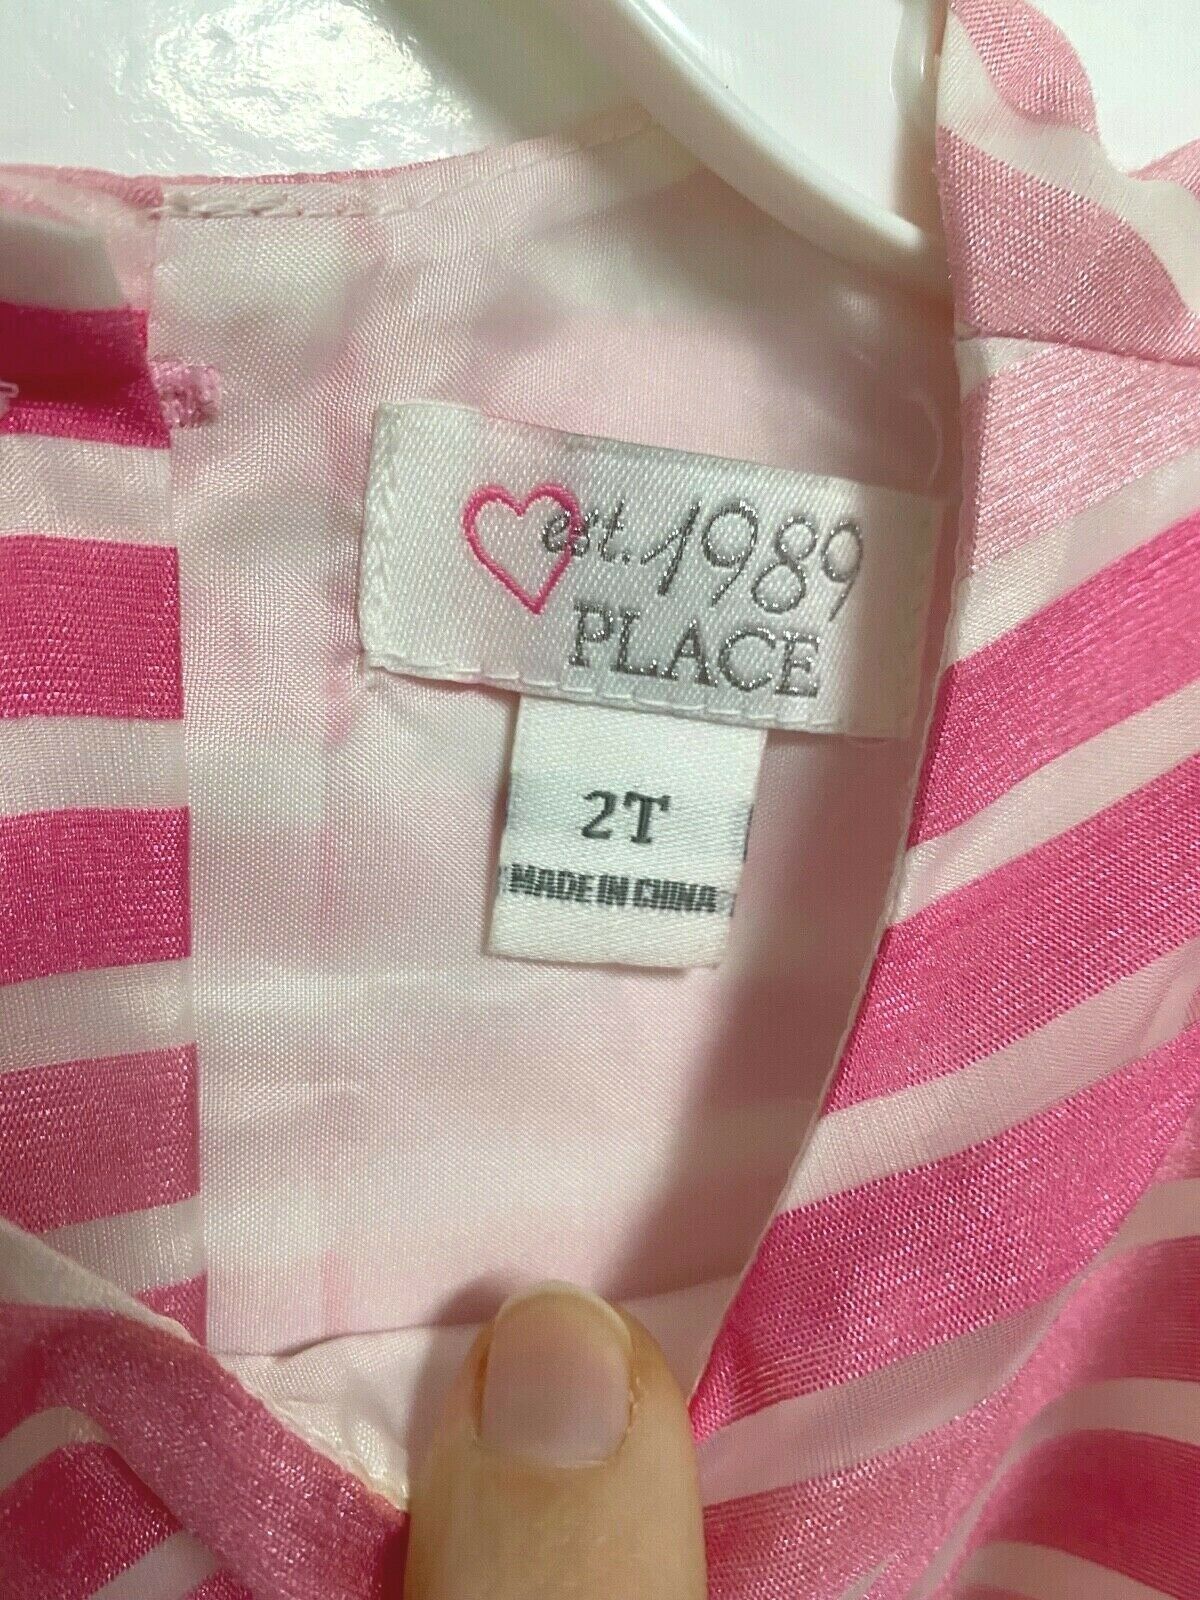 est. 1989
PLACE
2T
MADE IN CHINA